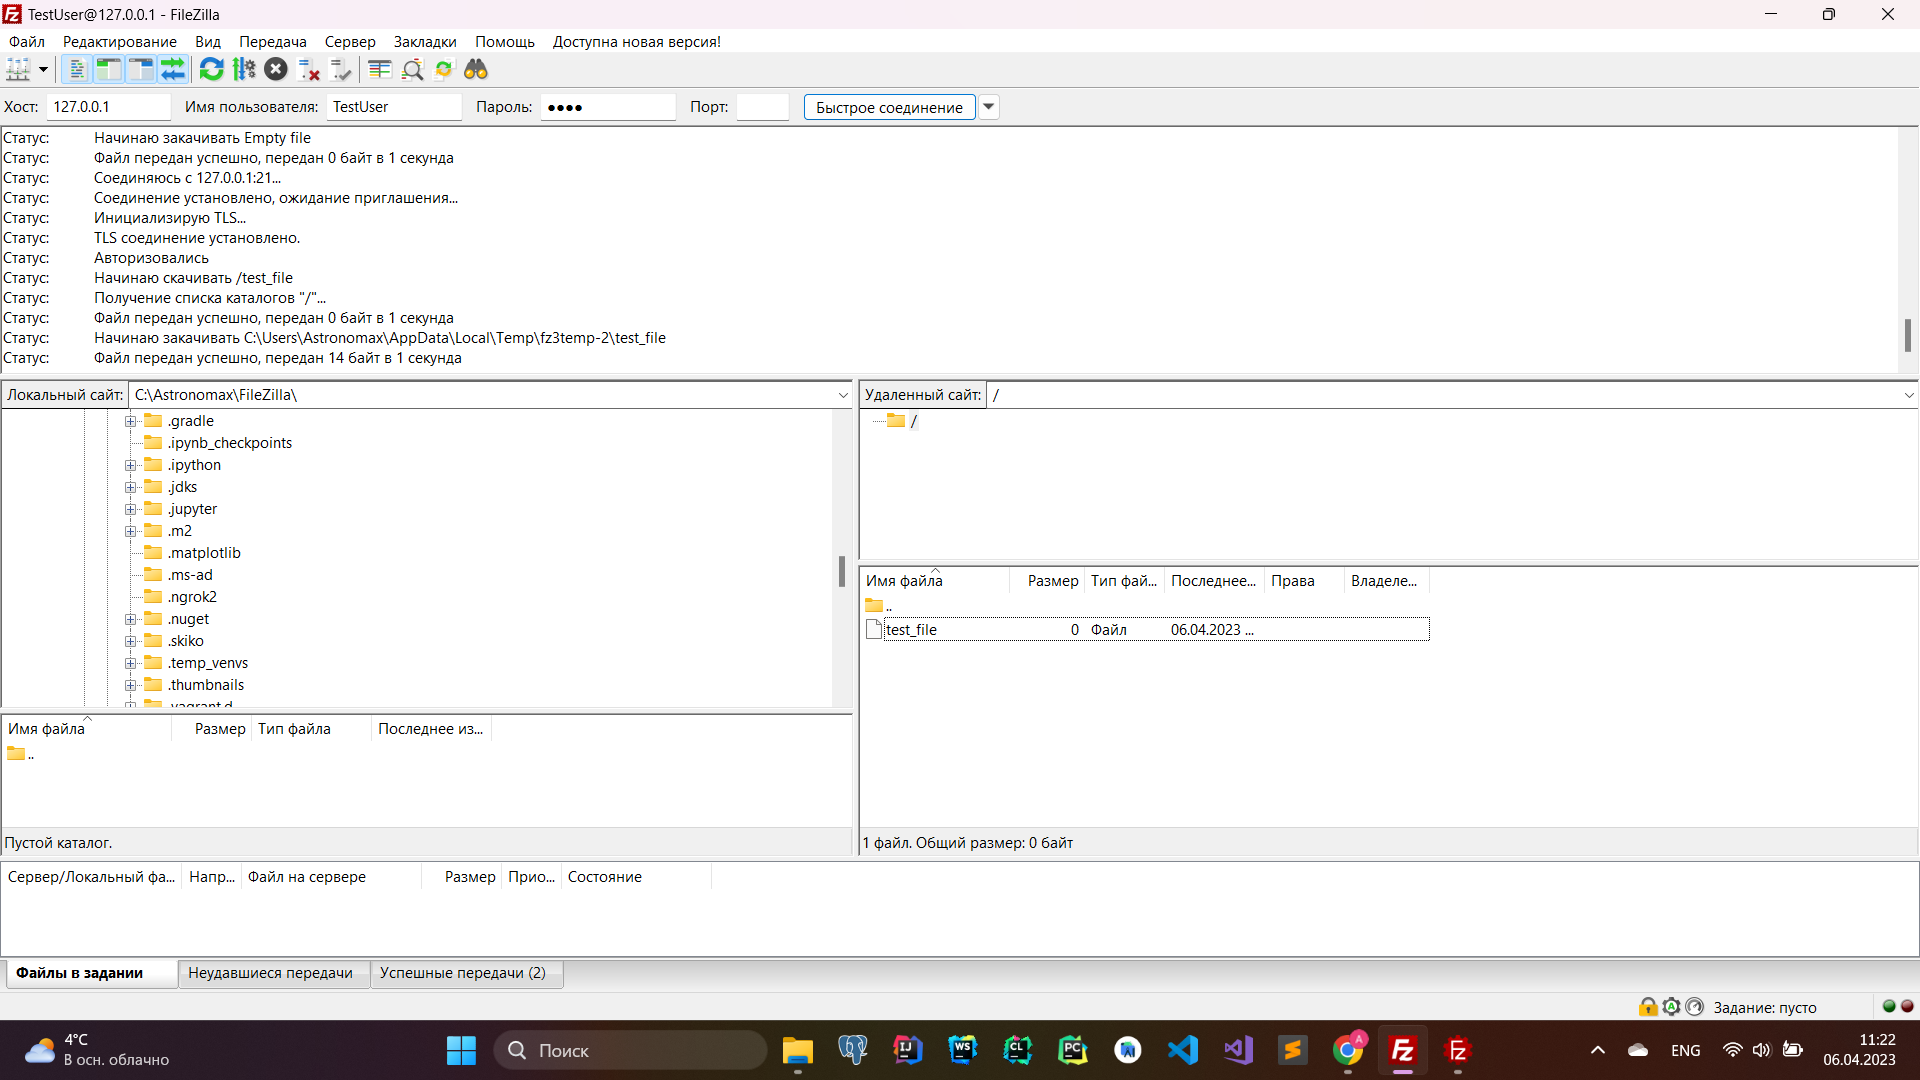 TestUser@127.0.0.1 - FileZilla
Файл Редактирование Вид Передача Сервер Закладки Помощь Доступна новая версия!
Хост: 127.0.0.1 Имя пользователя: TestUser Пароль: ●●●● Порт: Быстрое соединение
Статус: Начинаю закачивать Empty file
Статус: Файл передан успешно, передан 0 байт в 1 секунда
Статус: Соединяюсь с 127.0.0.1:21...
Статус: Соединение установлено, ожидание приглашения...
Статус: Инициализирую TLS...
Статус: TLS соединение установлено.
Статус: Авторизовались
Статус: Начинаю скачивать /test_file
Статус: Получение списка каталогов "/"...
Статус: Файл передан успешно, передан 0 байт в 1 секунда
Статус: Начинаю закачивать C:\Users\Astronomax\AppData\Local\Temp\fz3temp-2\test_file
Статус: Файл передан успешно, передан 14 байт в 1 секунда
Локальный сайт: C:\Astronomax\FileZilla\
.gradle
.ipynb_checkpoints
.ipython
.jdks
.jupyter
.m2
.matplotlib
.ms-ad
.ngrok2
.nuget
.skiko
.temp_venvs
.thumbnails
.vagrant.d
Имя файла Размер Тип файла Последнее из...
..
Пустой каталог.
Удаленный сайт: /
/
Имя файла Размер Тип фай... Последнее... Права Владеле...
..
test_file 0 Файл 06.04.2023 ...
1 файл. Общий размер: 0 байт
Сервер/Локальный фа... Напр... Файл на сервере Размер Прио... Состояние
Файлы в задании Неудавшиеся передачи Успешные передачи (2)
Задание: пусто
4°C
В осн. облачно
Поиск
ENG
11:22
06.04.2023